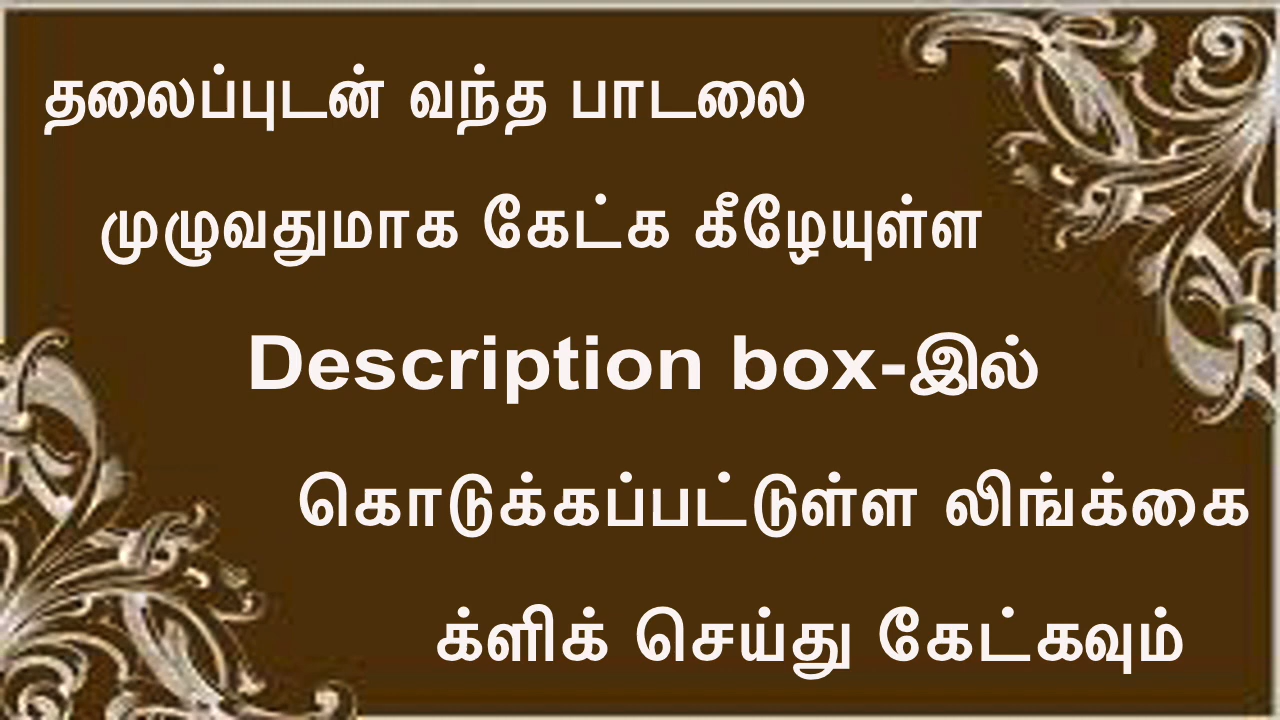 தலைப்புடன் வந்த பாடலை
முழுவதுமாக கேட்க கீழேயுள்ள
Description box-இல்
கொடுக்கப்பட்டுள்ள லிங்க்கை
க்ளிக் செய்து கேட்கவும்